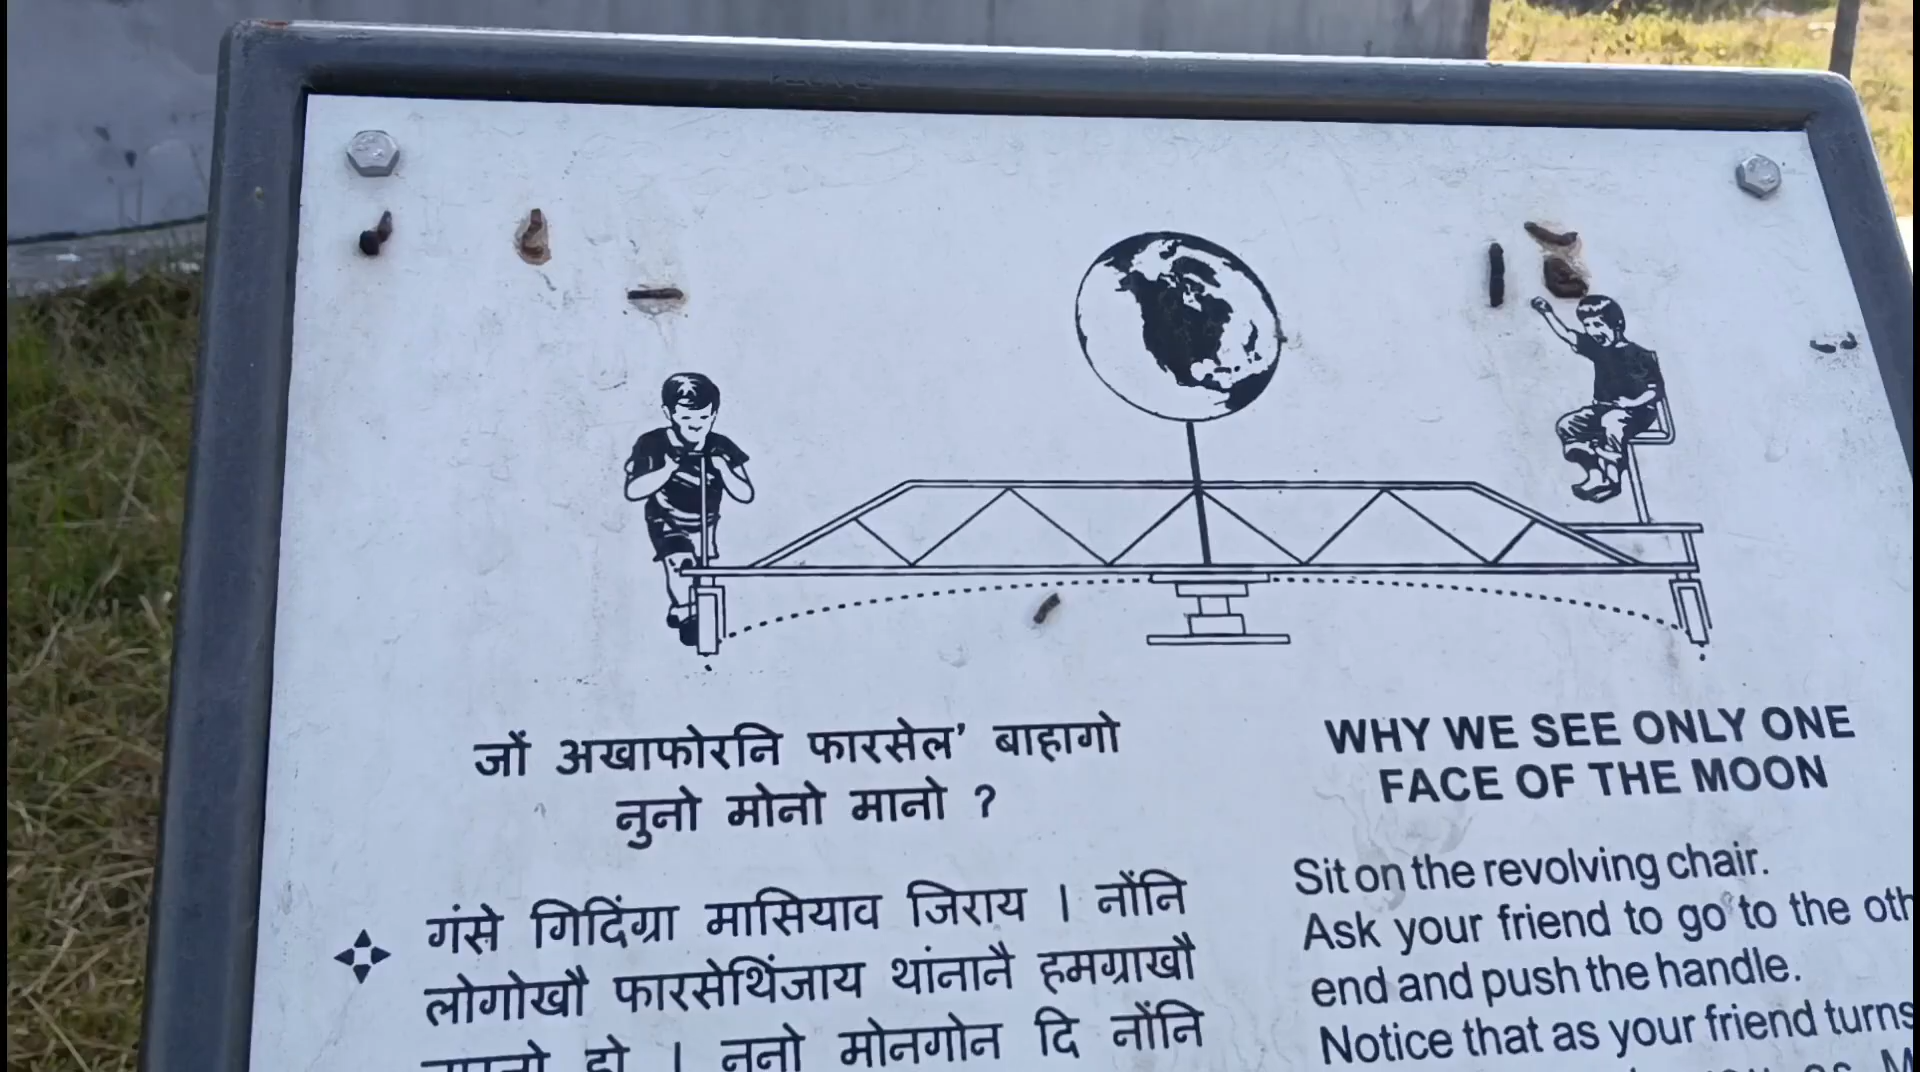 जों अखाफोरनि फारसेल' बाहागो
नुनो मोनो मानो ?
गंसे गिदिंग्रा मासियाव जिराय । नोंनि
लोगोखौ फारसेथिंजाय थांनानै हमग्राखौ
हो । नुनो मोनगोन दि नोंनि
WHY WE SEE ONLY ONE
FACE OF THE MOON
Sit on the revolving chair.
Ask your friend to go to the oth
end and push the handle.
Notice that as your friend turns